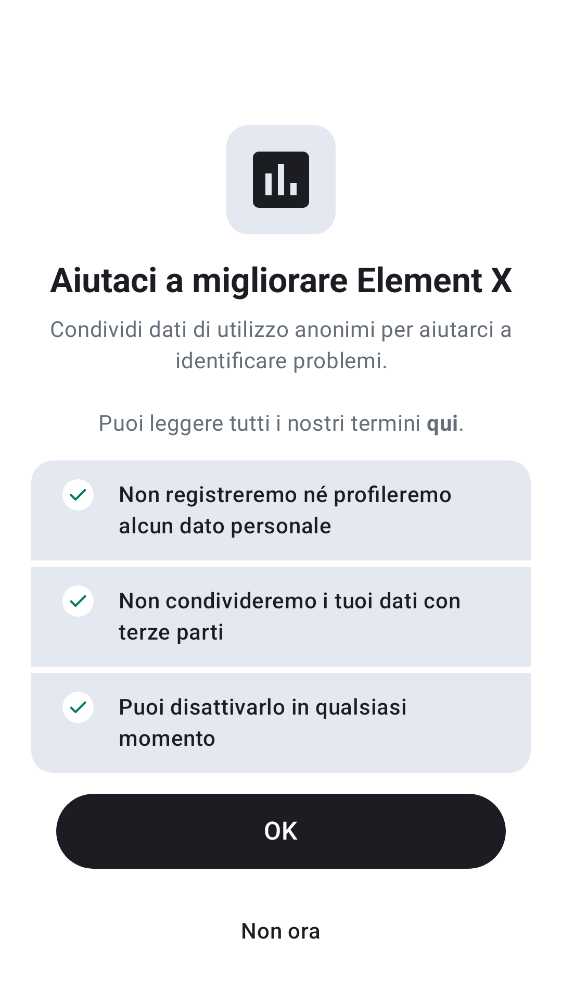 Aiutaci a migliorare Element X
Condividi dati di utilizzo anonimi per aiutarci a
identificare problemi.
Puoi leggere tutti i nostri termini qui.
Non registreremo né profileremo
alcun dato personale
Non condivideremo i tuoi dati con
terze parti
Puoi disattivarlo in qualsiasi
momento
OK
Non ora